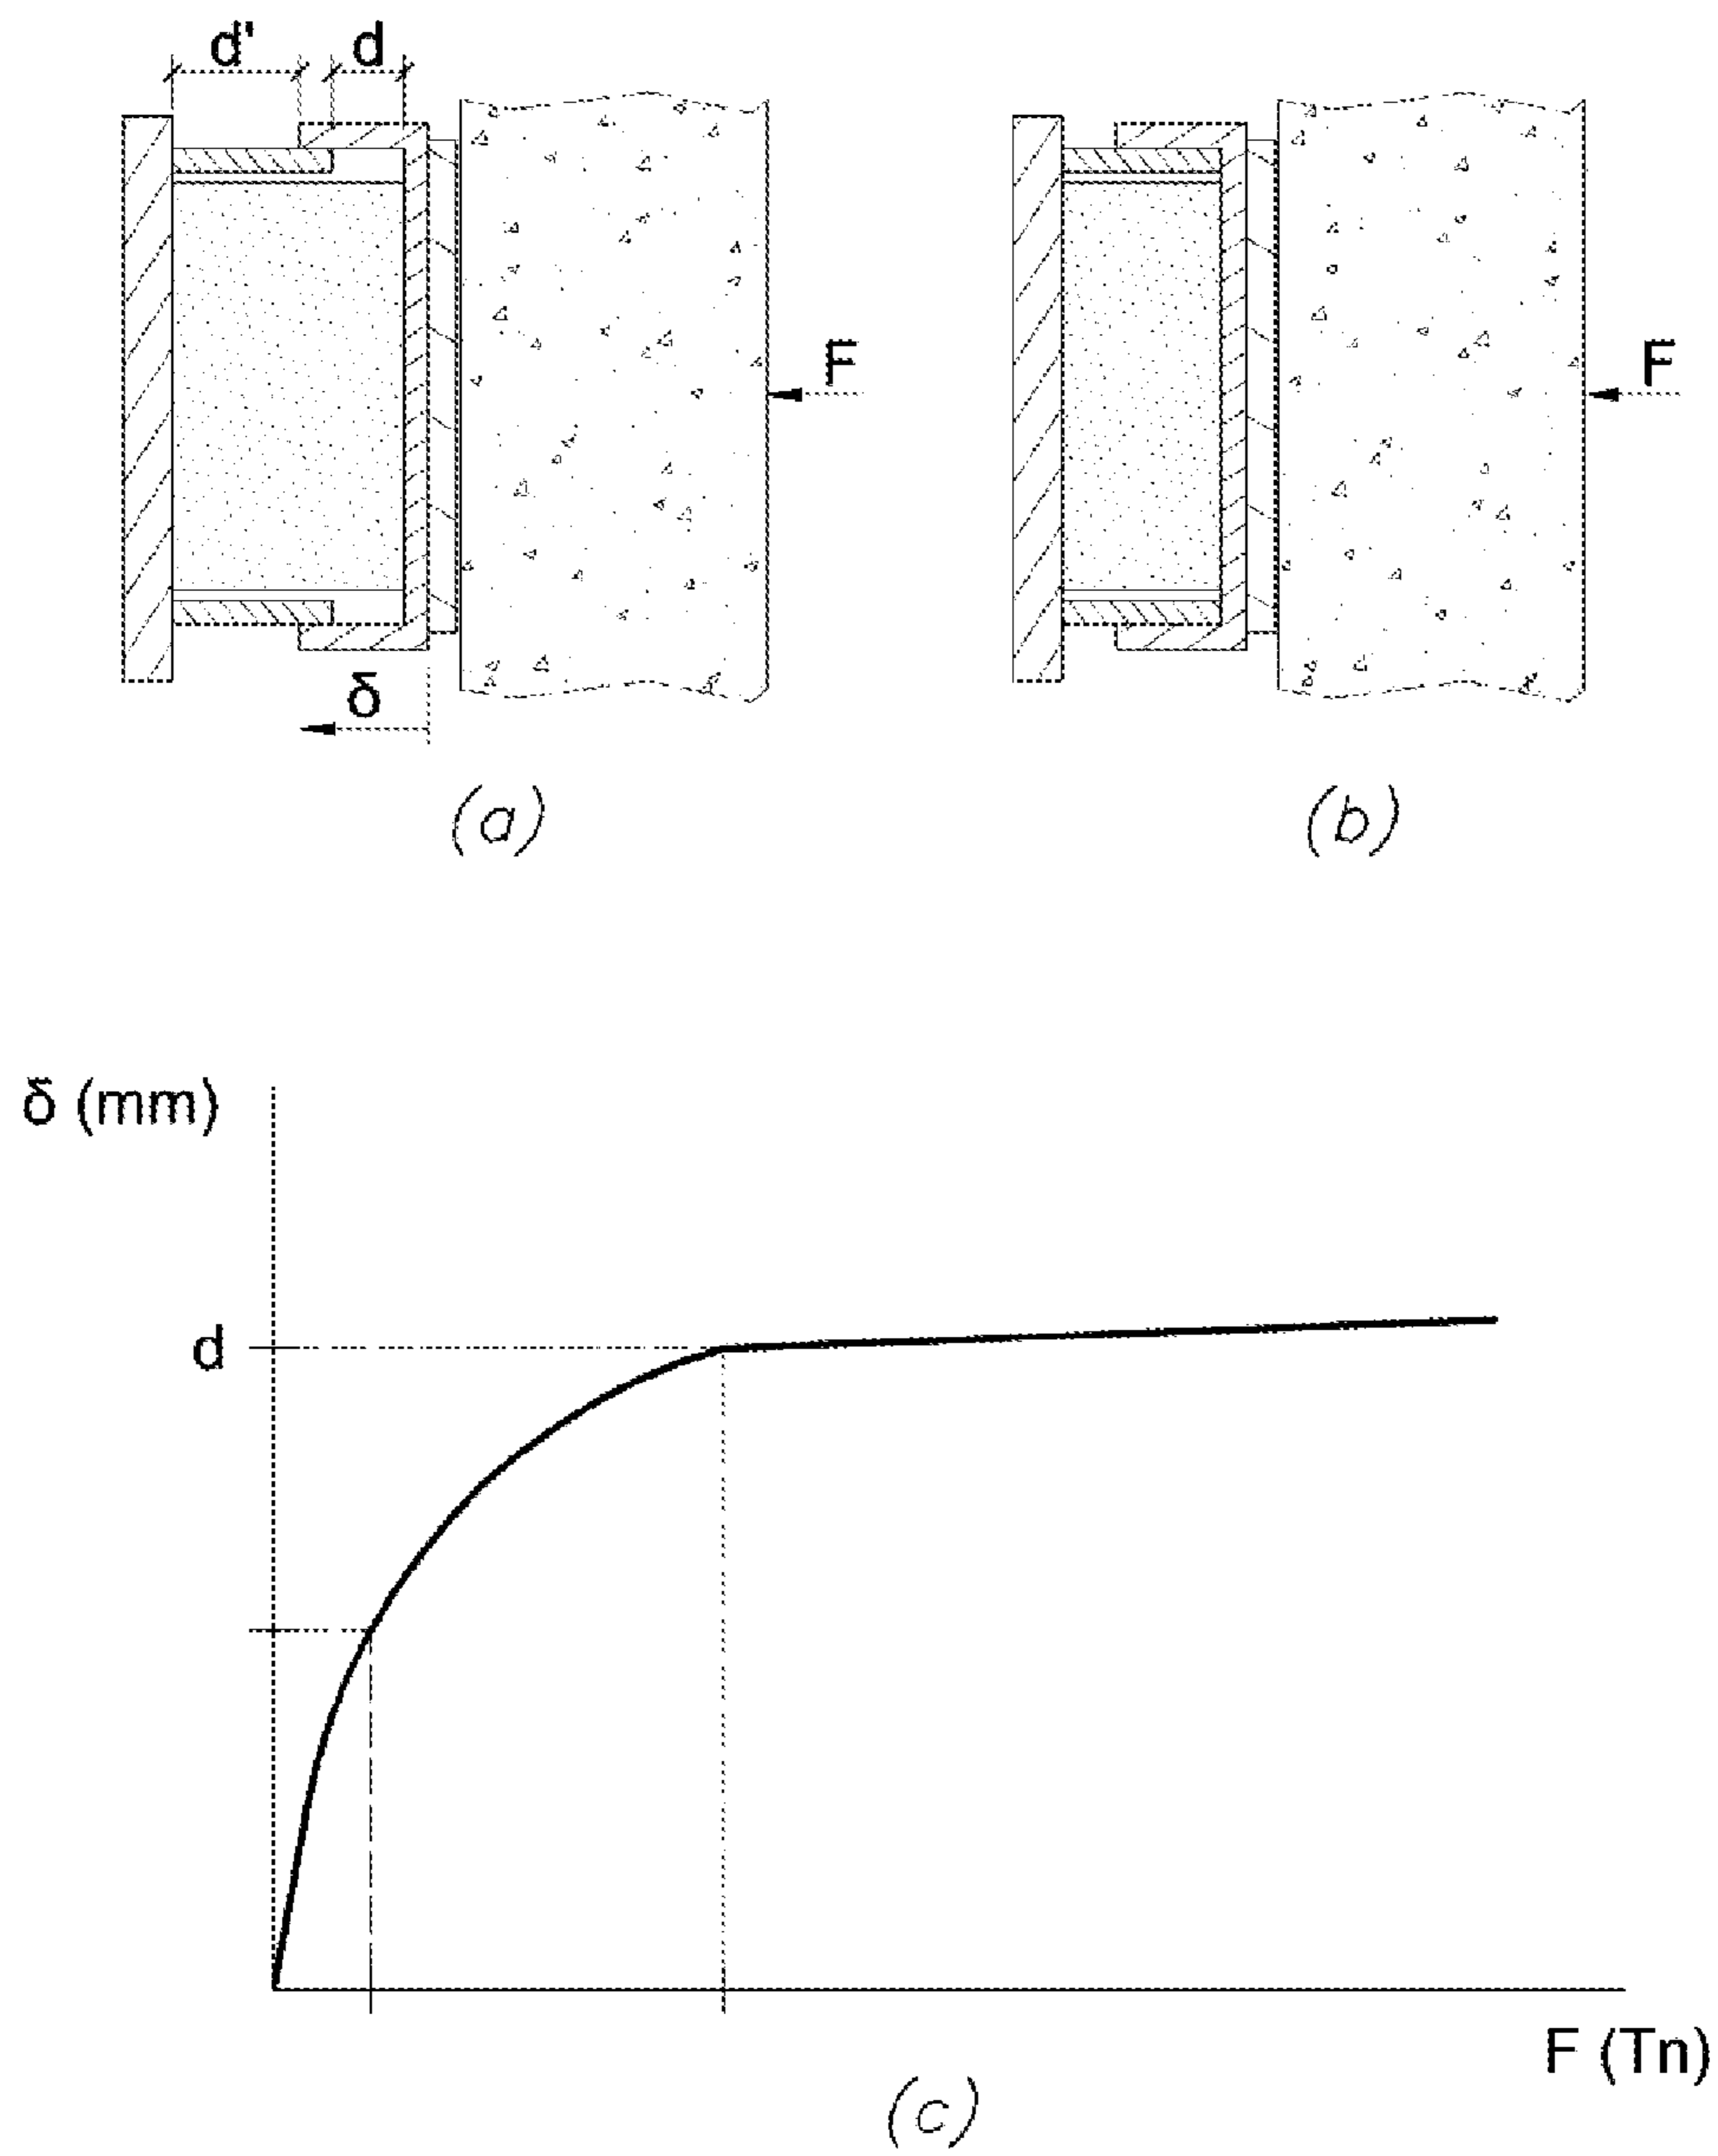 d' d
F
F
δ
(a)
(b)
δ (mm)
d
F (Tn)
(c)